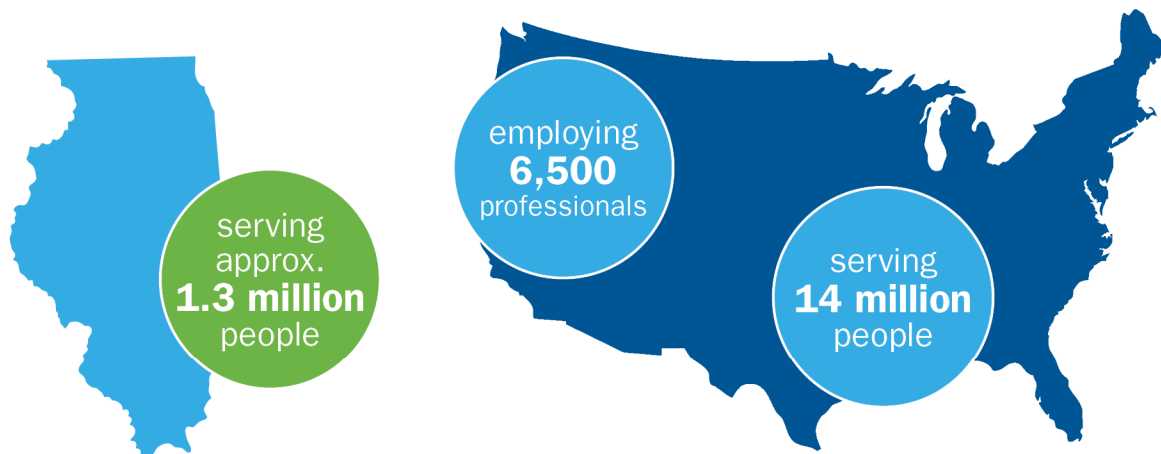 serving
approx.
1.3 million
people
employing
6,500
professionals
serving
14 million
people